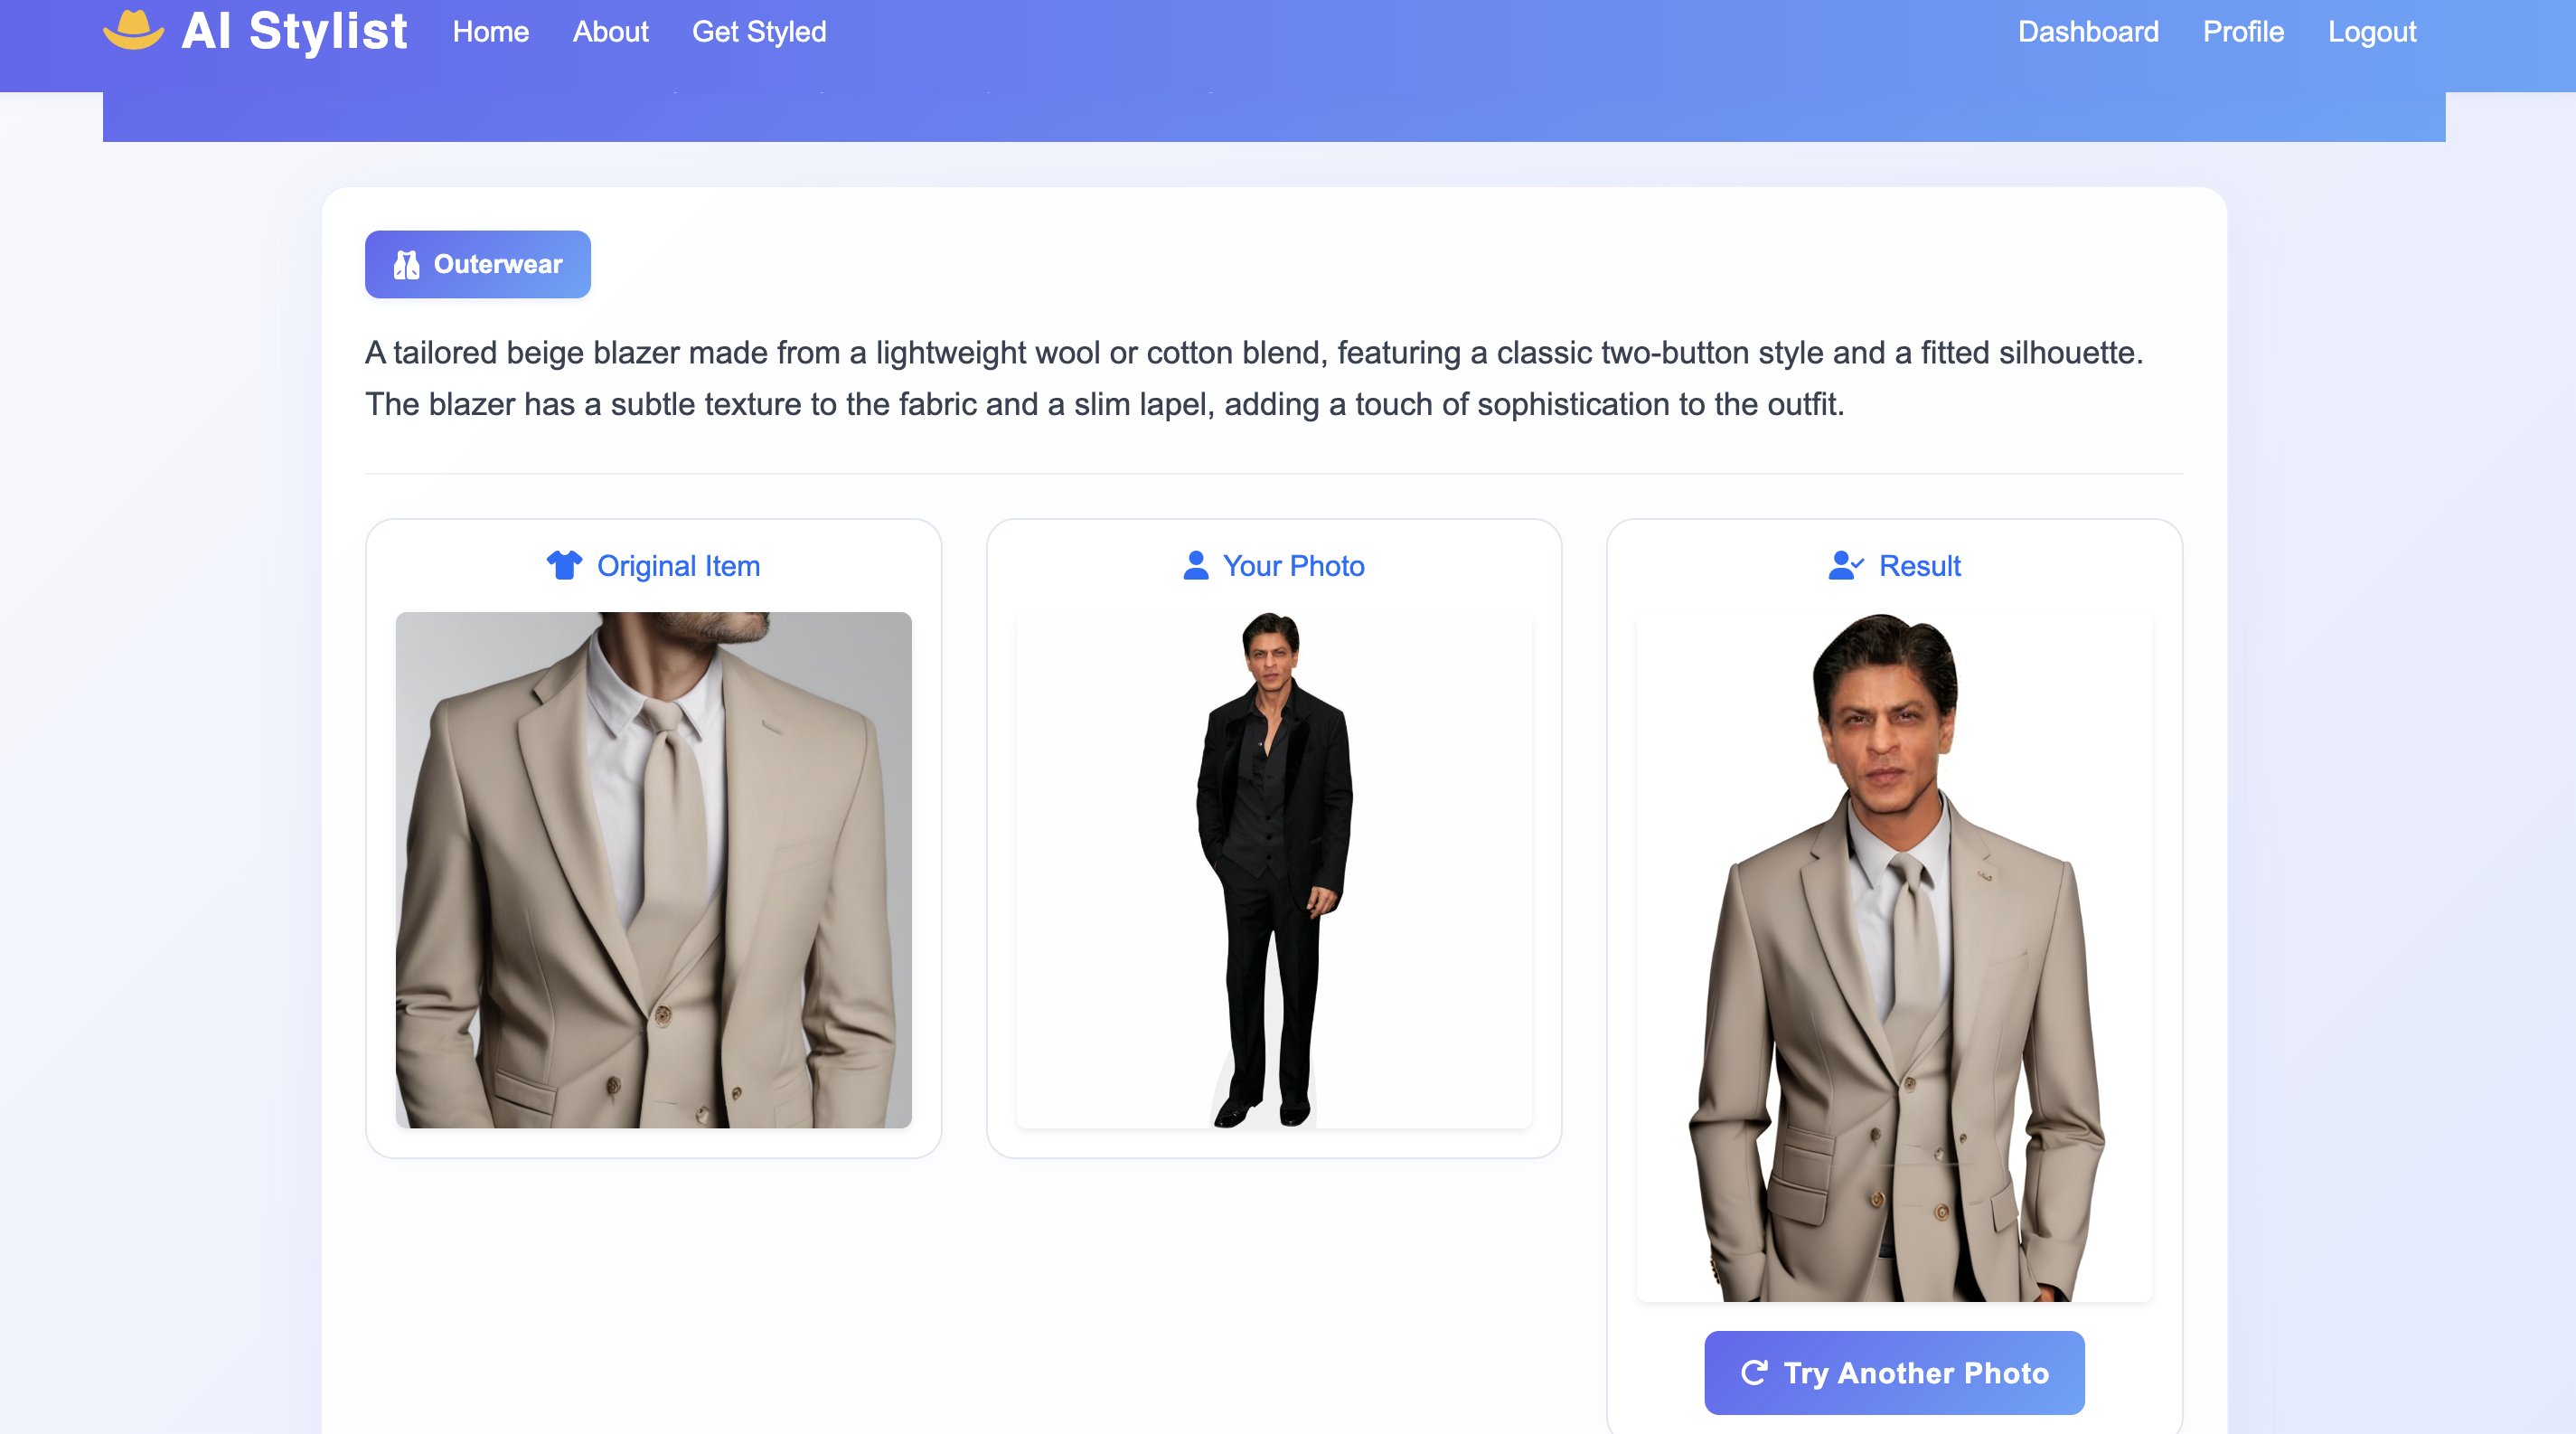 AI Stylist Home About Get Styled Dashboard Profile Logout
Outerwear
A tailored beige blazer made from a lightweight wool or cotton blend, featuring a classic two-button style and a fitted silhouette.
The blazer has a subtle texture to the fabric and a slim lapel, adding a touch of sophistication to the outfit.
Original Item
Your Photo
Result
Try Another Photo